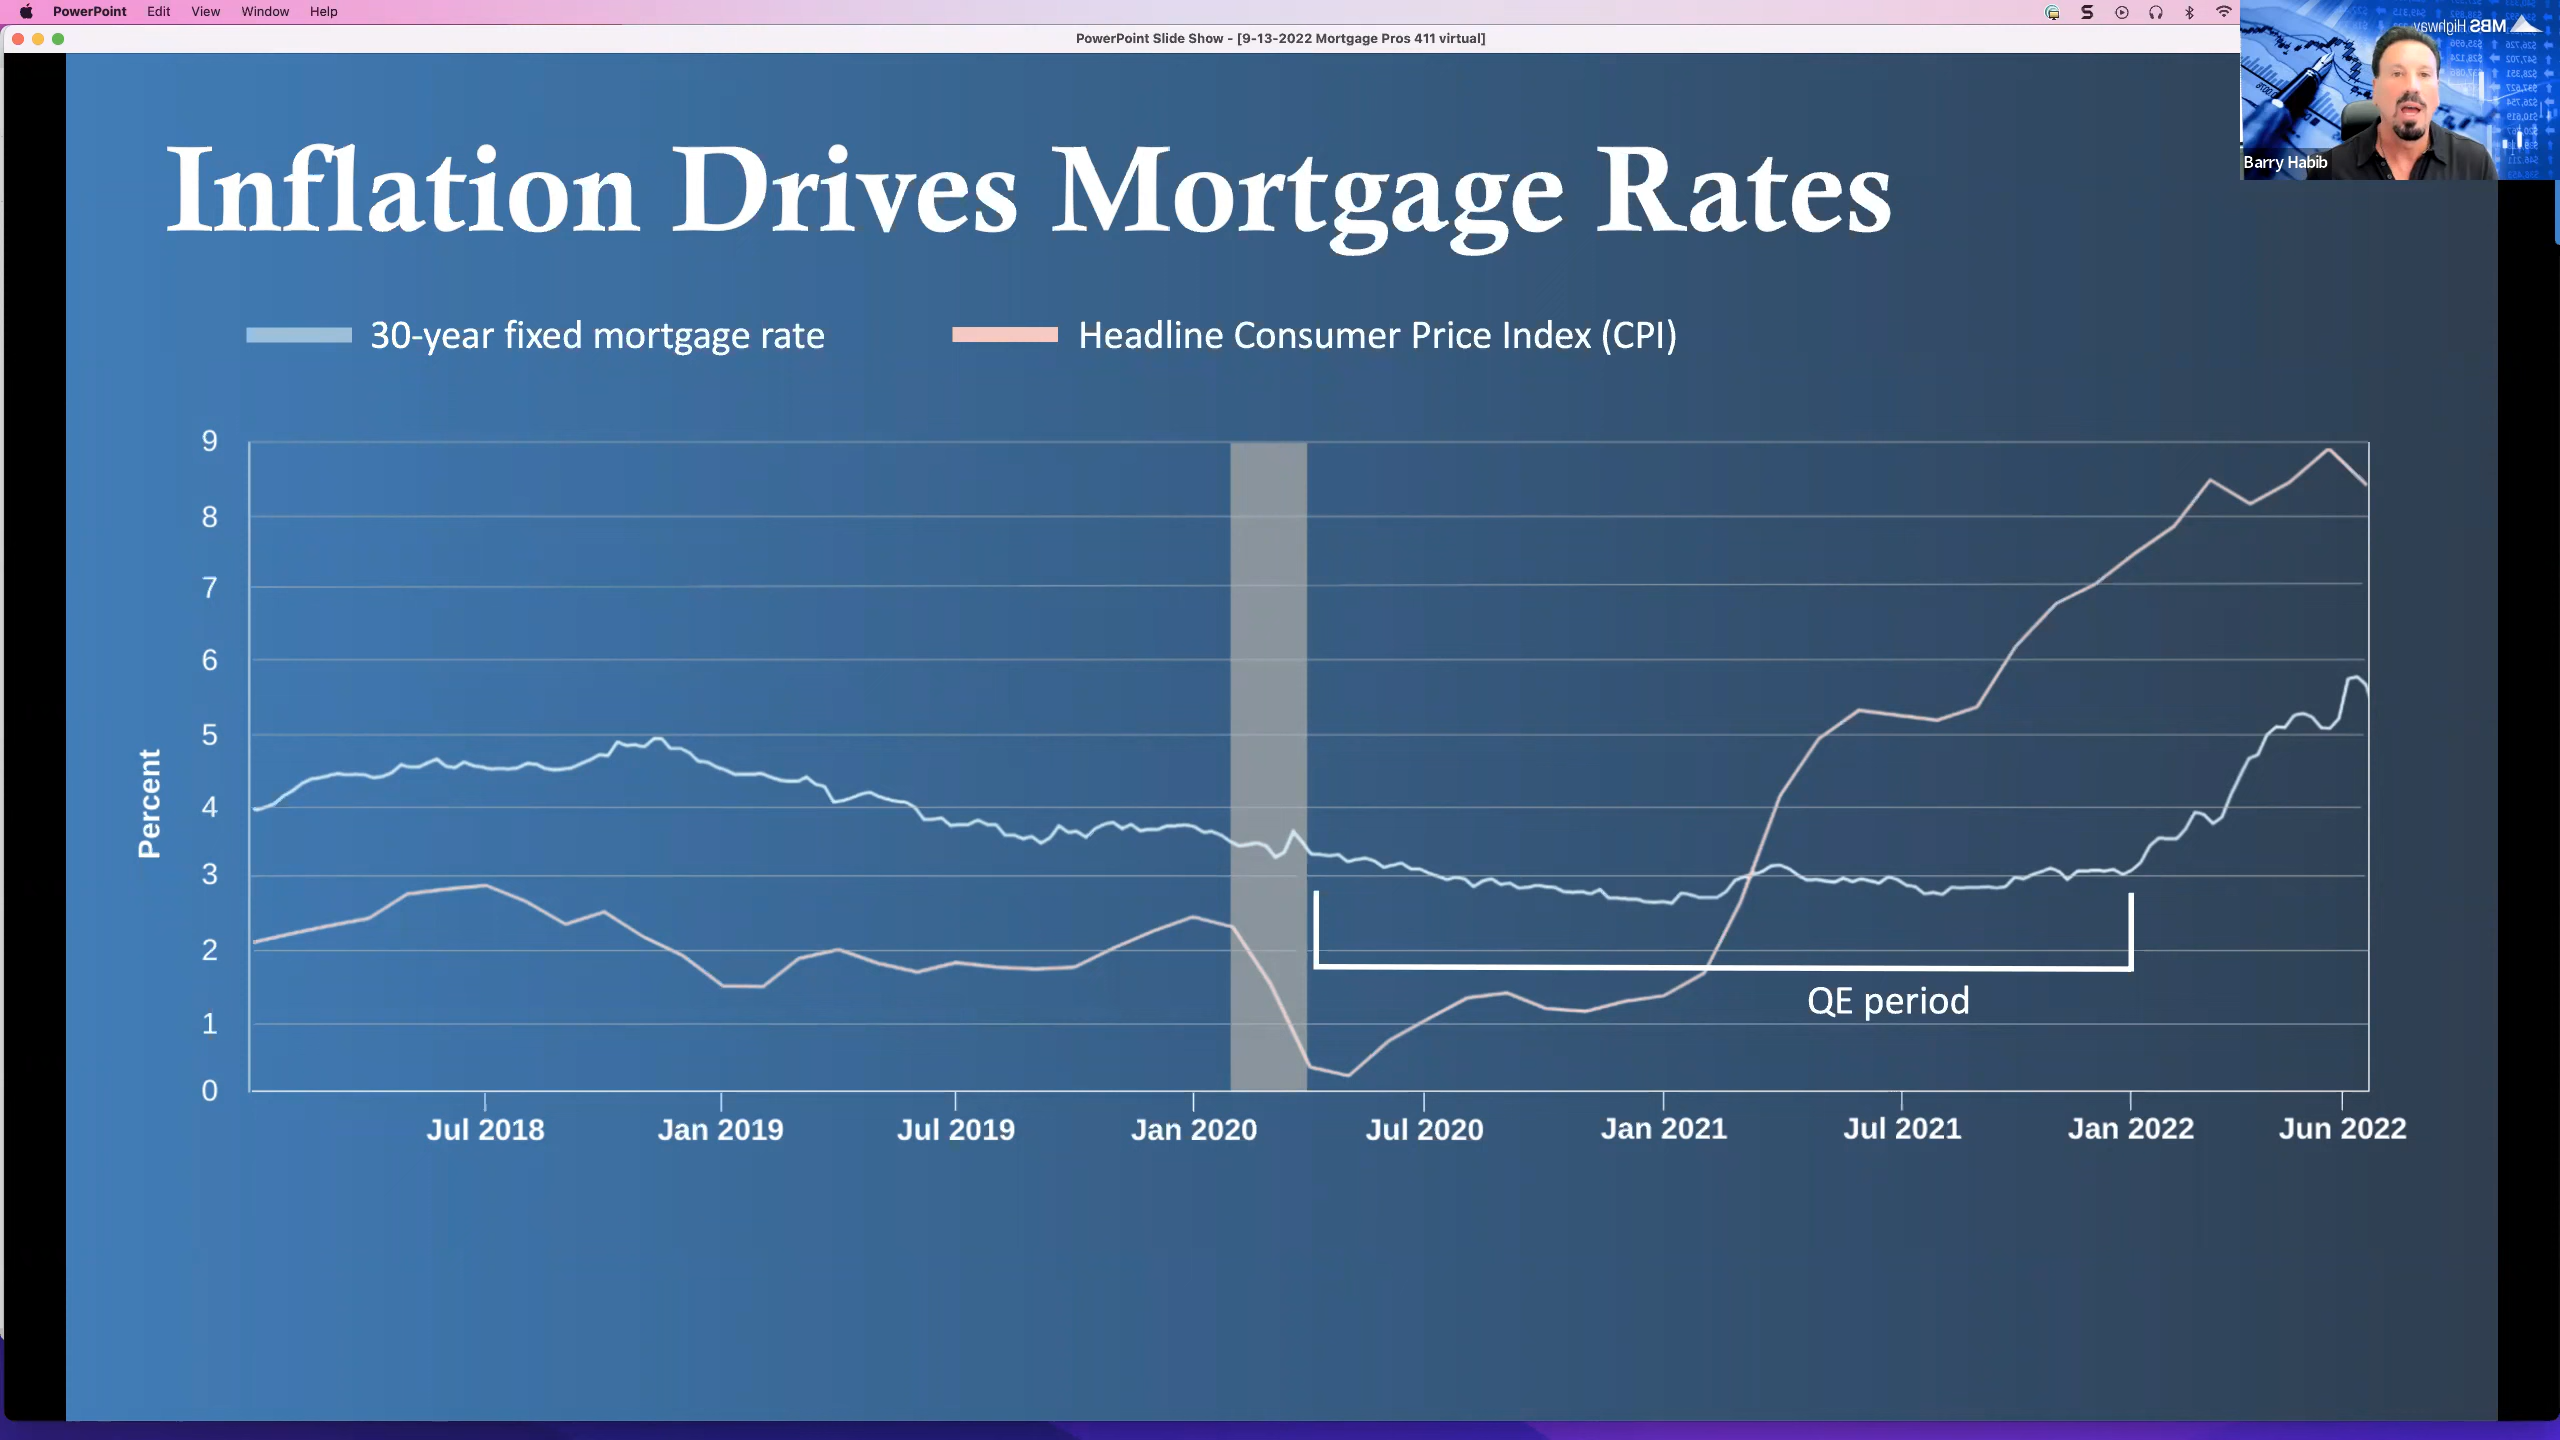 PowerPoint Edit View Window Help
PowerPoint Slide Show - [9-13-2022 Mortgage Pros 411 virtual]
MBS Highway
Barry Habib
Inflation Drives Mortgage Rates
30-year fixed mortgage rate
Headline Consumer Price Index (CPI)
9
8
7
6
5
4
3
2
1
0
Percent
QE period
Jul 2018 Jan 2019 Jul 2019 Jan 2020 Jul 2020 Jan 2021 Jul 2021 Jan 2022 Jun 2022